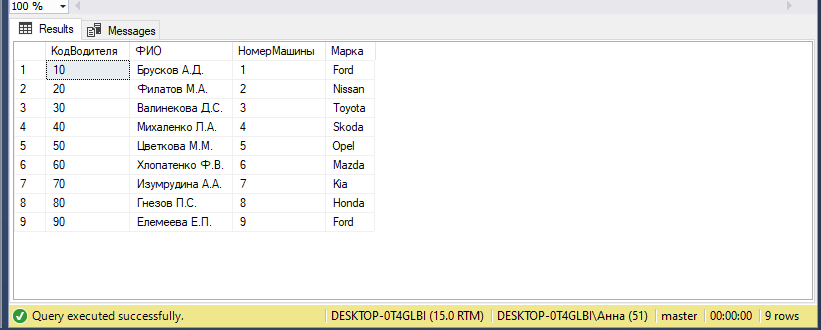 100 %
Results Messages
КодВодителя ФИО НомерМашины Марка
1 10 Брусков А.Д. 1 Ford
2 20 Филатов М.А. 2 Nissan
3 30 Валинекова Д.С. 3 Toyota
4 40 Михаленко Л.А. 4 Skoda
5 50 Цветкова М.М. 5 Opel
6 60 Хлопатенко Ф.В. 6 Mazda
7 70 Изумрудина А.А. 7 Kia
8 80 Гнезов П.С. 8 Honda
9 90 Елемеева Е.П. 9 Ford
Query executed successfully. DESKTOP-0T4GLBI (15.0 RTM) DESKTOP-0T4GLBI\Анна (51) master 00:00:00 9 rows